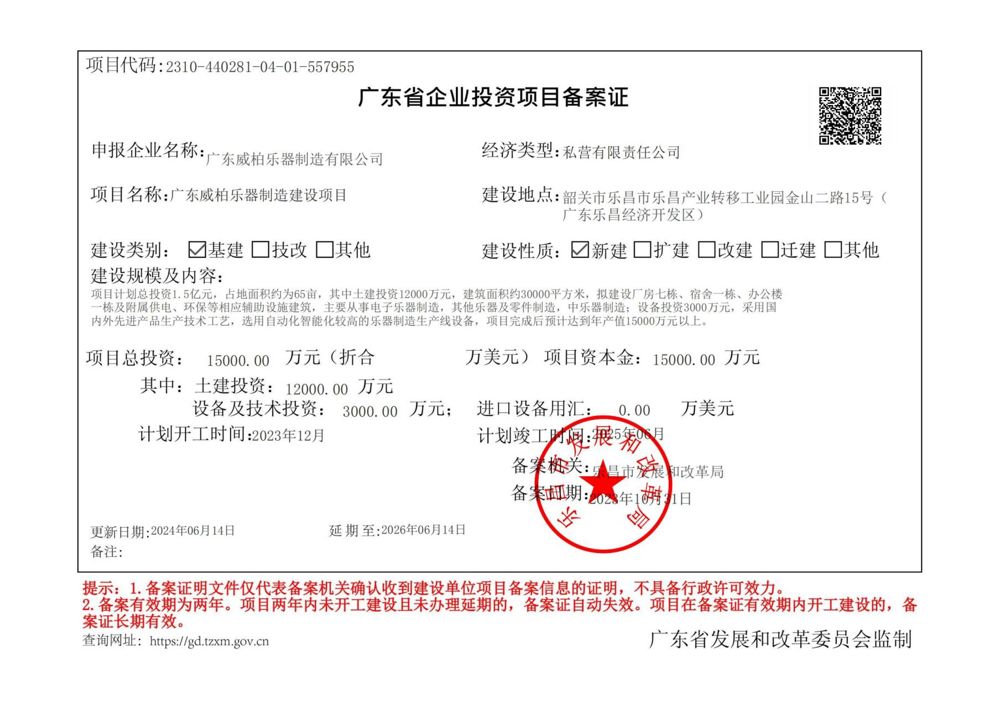 项目代码:2310-440281-04-01-557955
广东省企业投资项目备案证
申报企业名称:广东威柏乐器制造有限公司 经济类型:私营有限责任公司
项目名称:广东威柏乐器制造建设项目 建设地点:韶关市乐昌市乐昌产业转移工业园金山二路15号（
广东乐昌经济开发区）
建设类别: ☑基建 □技改 □其他 建设性质: ☑新建 □扩建 □改建 □迁建 □其他
建设规模及内容:
项目计划总投资1.5亿元，占地面积约为65亩，其中土建投资12000万元，建筑面积约30000平方米，拟建设厂房七栋、宿舍一栋、办公楼
一栋及附属供电、环保等相应辅助设施建筑，主要从事电子乐器制造，其他乐器及零件制造，中乐器制造；设备投资3000万元，采用国
内外先进产品生产技术工艺，选用自动化智能化较高的乐器制造生产线设备，项目完成后预计达到年产值15000万元以上。
项目总投资: 15000.00 万元（折合 万美元） 项目资本金: 15000.00 万元
其中: 土建投资: 12000.00 万元
设备及技术投资: 3000.00 万元; 进口设备用汇: 0.00 万美元
计划开工时间:2023年12月 计划竣工时间:2025年06月
备案机关:乐昌市发展和改革局
备案日期:2023年10月31日
乐昌市发展和改革局
更新日期:2024年06月14日 延期至:2026年06月14日
备注:
提示：1.备案证明文件仅代表备案机关确认收到建设单位项目备案信息的证明，不具备行政许可效力。
2.备案有效期为两年。项目两年内未开工建设且未办理延期的，备案证自动失效。项目在备案证有效期内开工建设的，备
案证长期有效。
查询网址：https://gd.tzxm.gov.cn
广东省发展和改革委员会监制